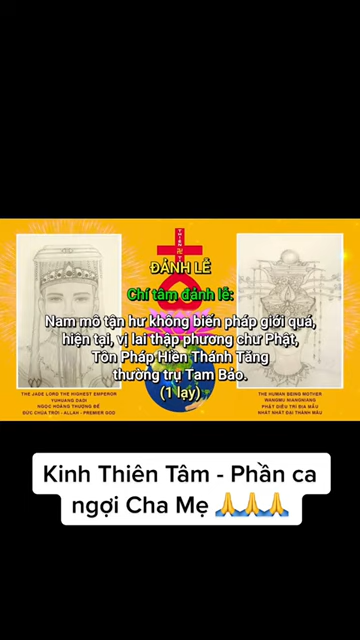 THIÊN
ĐẢNH LỄ
Chí tâm đảnh lễ:
Nam mô tận hư không biến pháp giới quá,
hiện tại, vị lai thập phương chư Phật,
Tôn Pháp Hiền Thánh Tăng
thường trụ Tam Bảo.
(1 lạy)
THE JADE LORD THE HIGHEST EMPEROR
YUHUANG DADI
NGỌC HOÀNG THƯỢNG ĐẾ
ĐỨC CHÚA TRỜI - ALLAH - PREMIER GOD
THE HUMAN BEING MOTHER
WANGMU NIANGNIANG
PHẬT DIÊU TRÌ ĐỊA MẪU
NHẤT NHẤT ĐẠI THÁNH MẪU
Kinh Thiên Tâm - Phần ca
ngợi Cha Mẹ 🙏🙏🙏